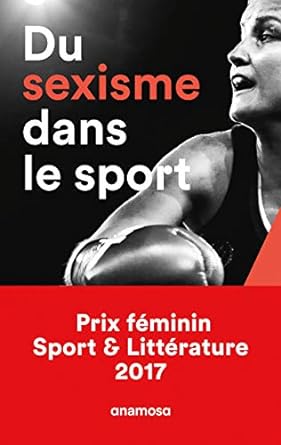 Du
sexisme
dans
le sport
Prix féminin
Sport & Littérature
2017
anamosa